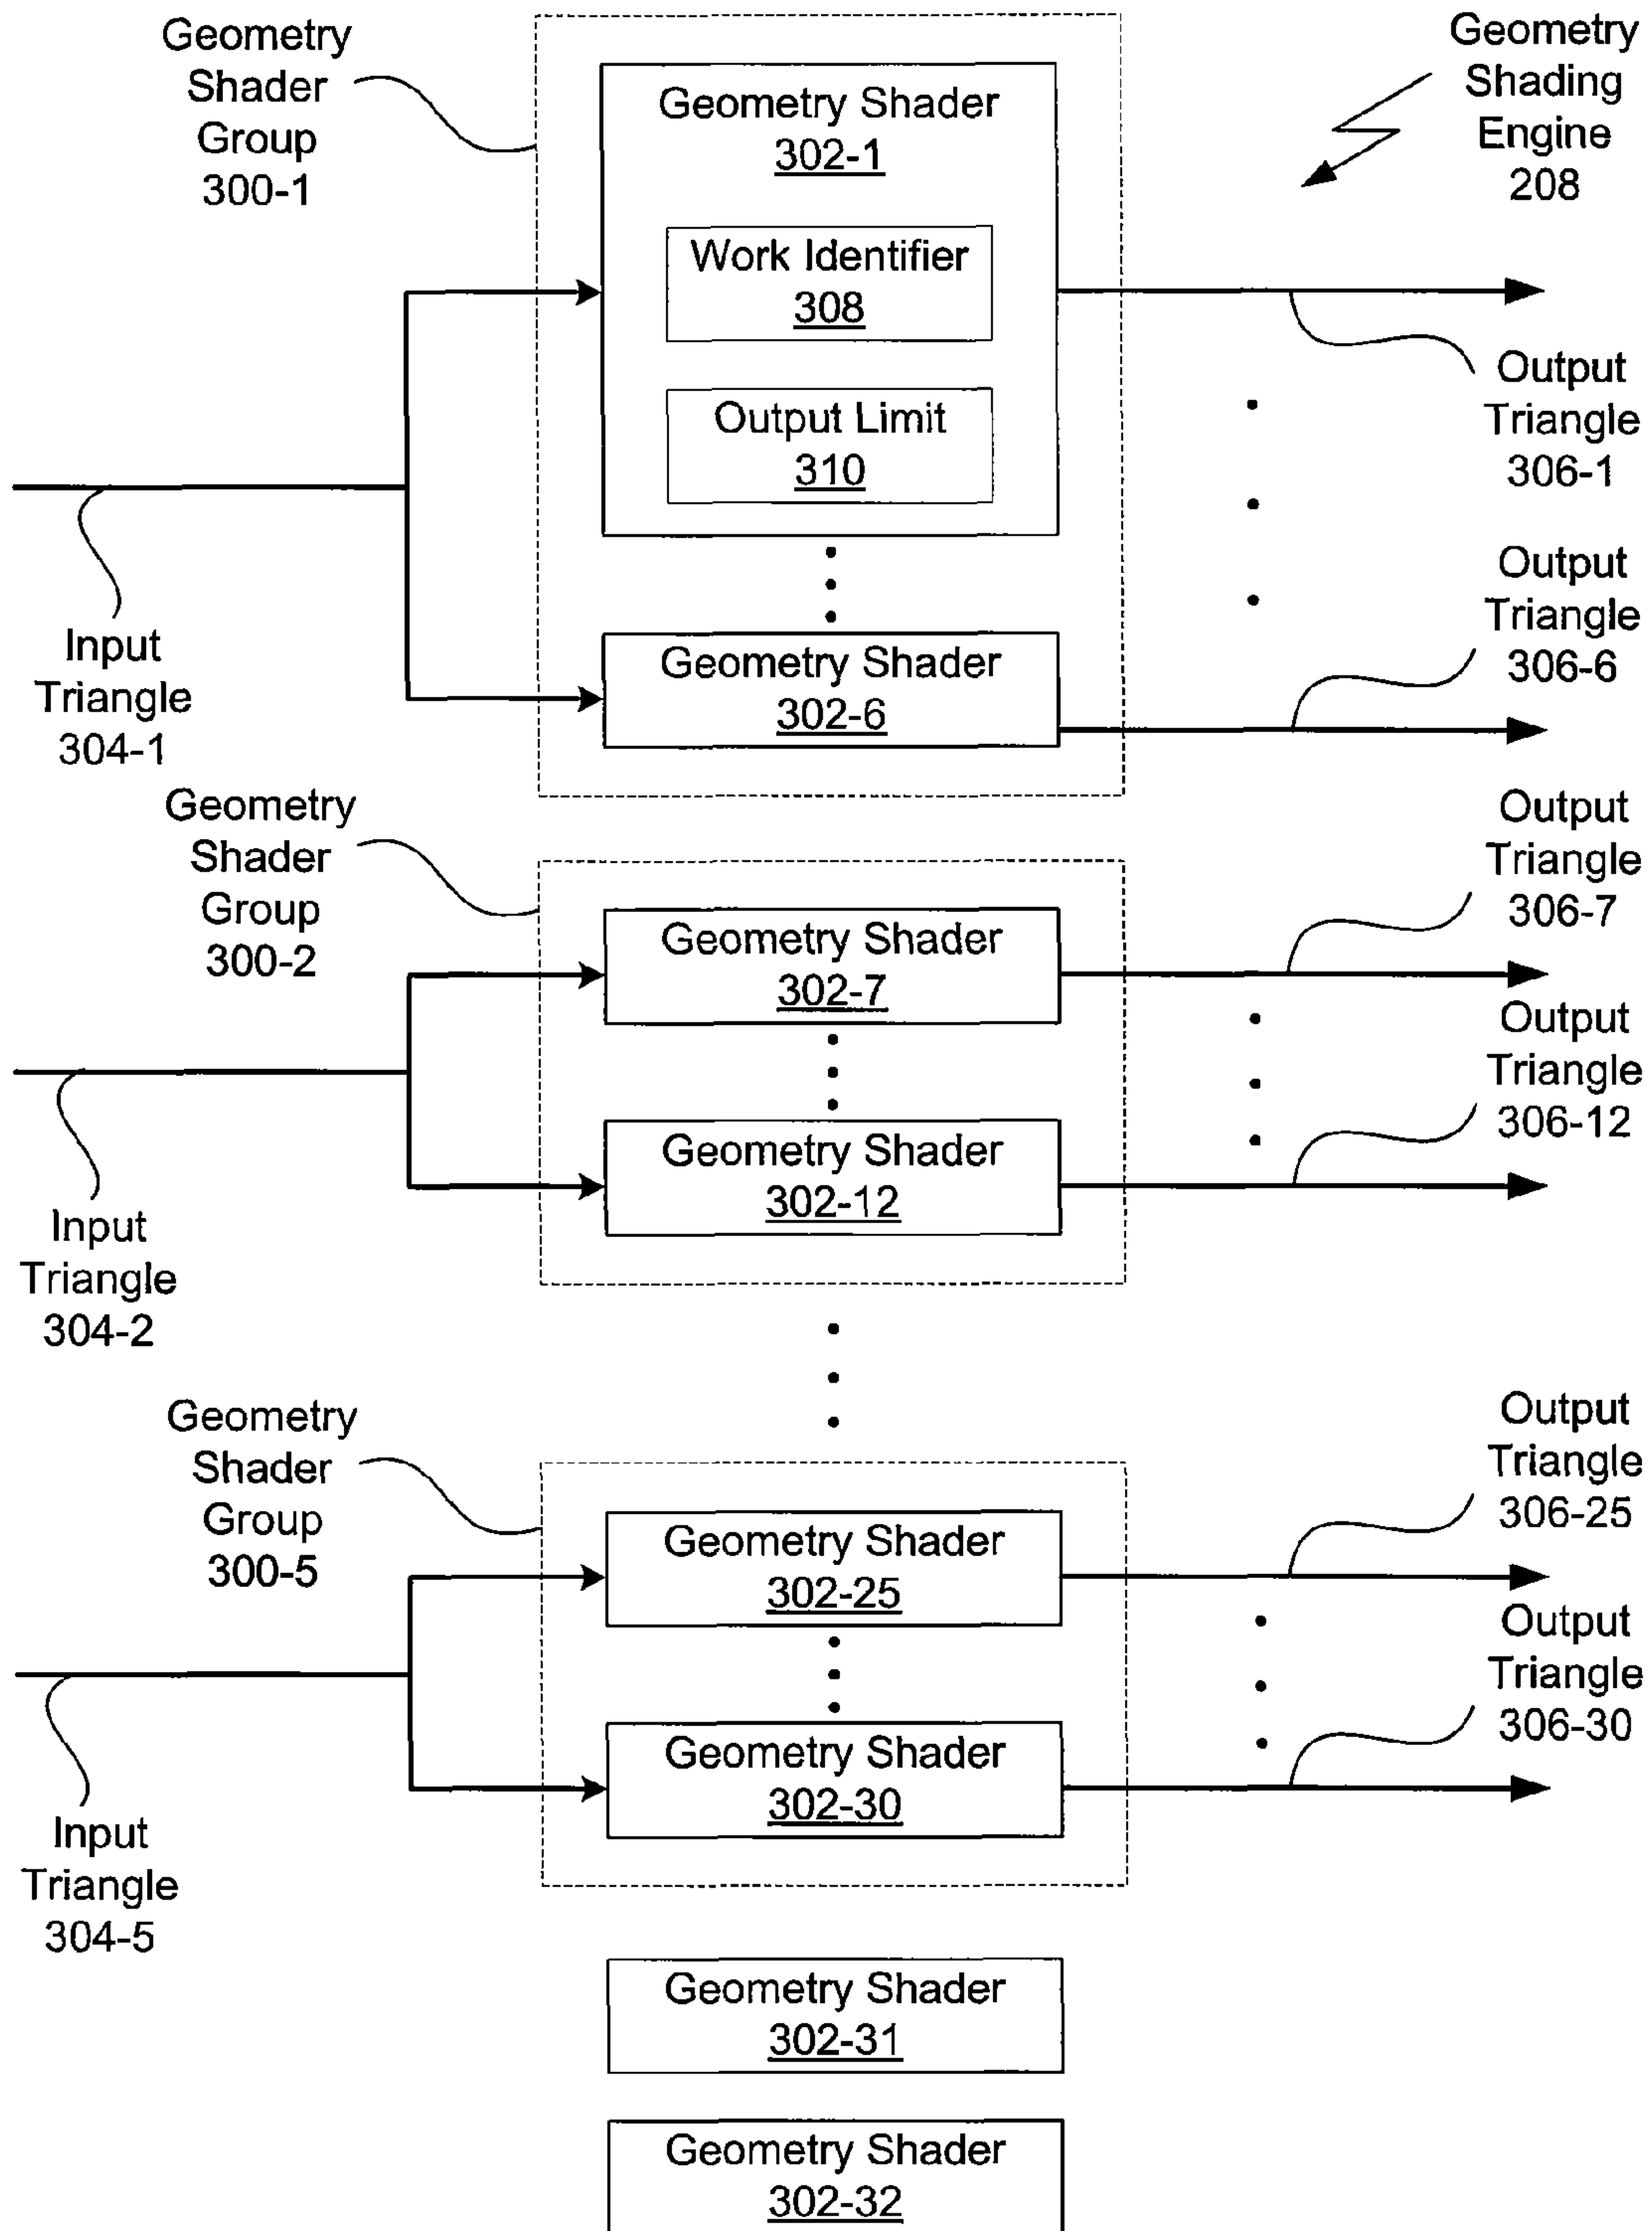 Geometry
Shader
Group
300-1
Geometry Shader
302-1
Work Identifier
308
Output Limit
310
Geometry
Shading
Engine
208
Output
Triangle
306-1
Input
Triangle
304-1
Geometry Shader
302-6
Output
Triangle
306-6
Geometry
Shader
Group
300-2
Geometry Shader
302-7
Output
Triangle
306-7
Input
Triangle
304-2
Geometry Shader
302-12
Output
Triangle
306-12
Geometry
Shader
Group
300-5
Geometry Shader
302-25
Output
Triangle
306-25
Input
Triangle
304-5
Geometry Shader
302-30
Output
Triangle
306-30
Geometry Shader
302-31
Geometry Shader
302-32